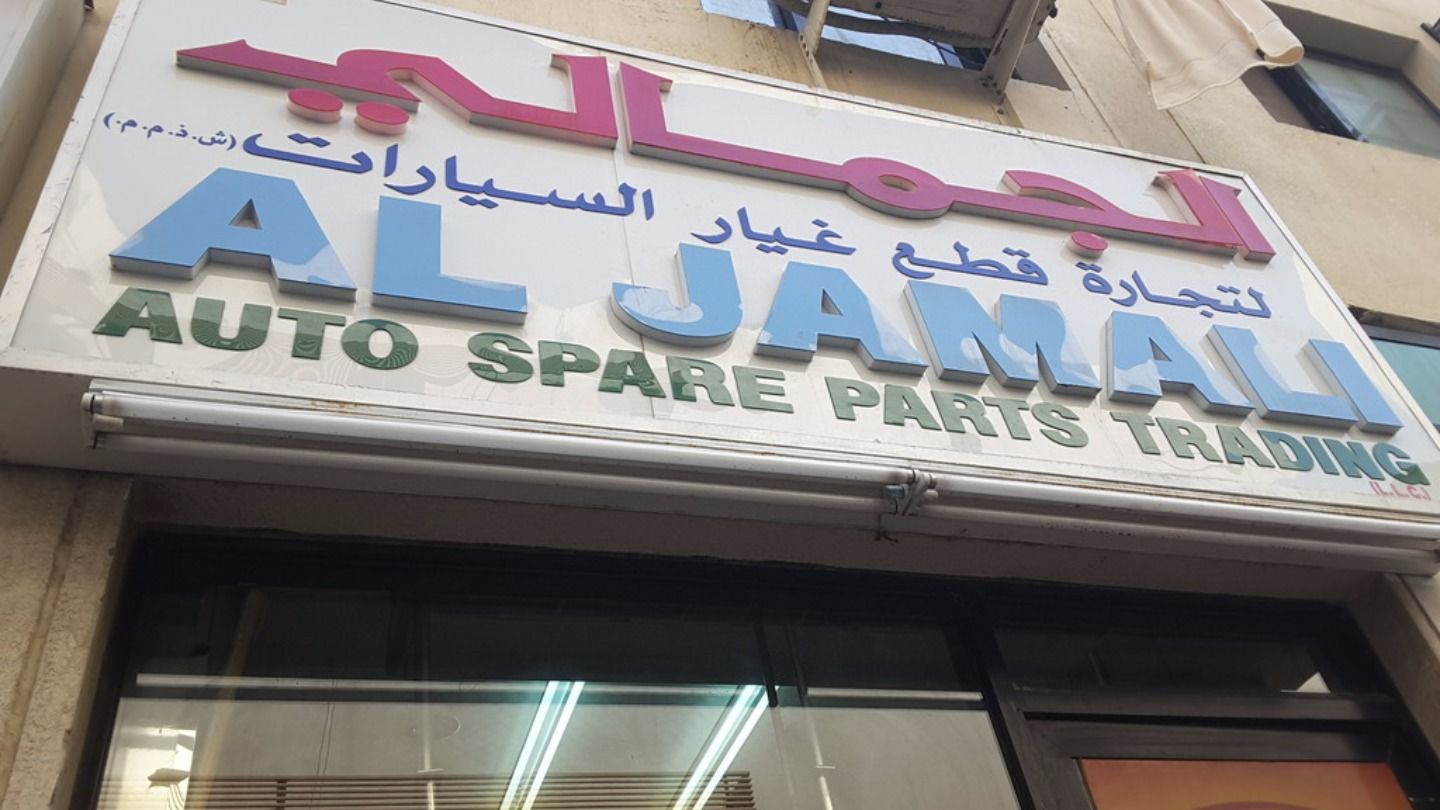 الجمالي
لتجارة قطع غيار السيارات (ش.ذ.م.م.)
AL JAMALI
AUTO SPARE PARTS TRADING
(L.L.C.)